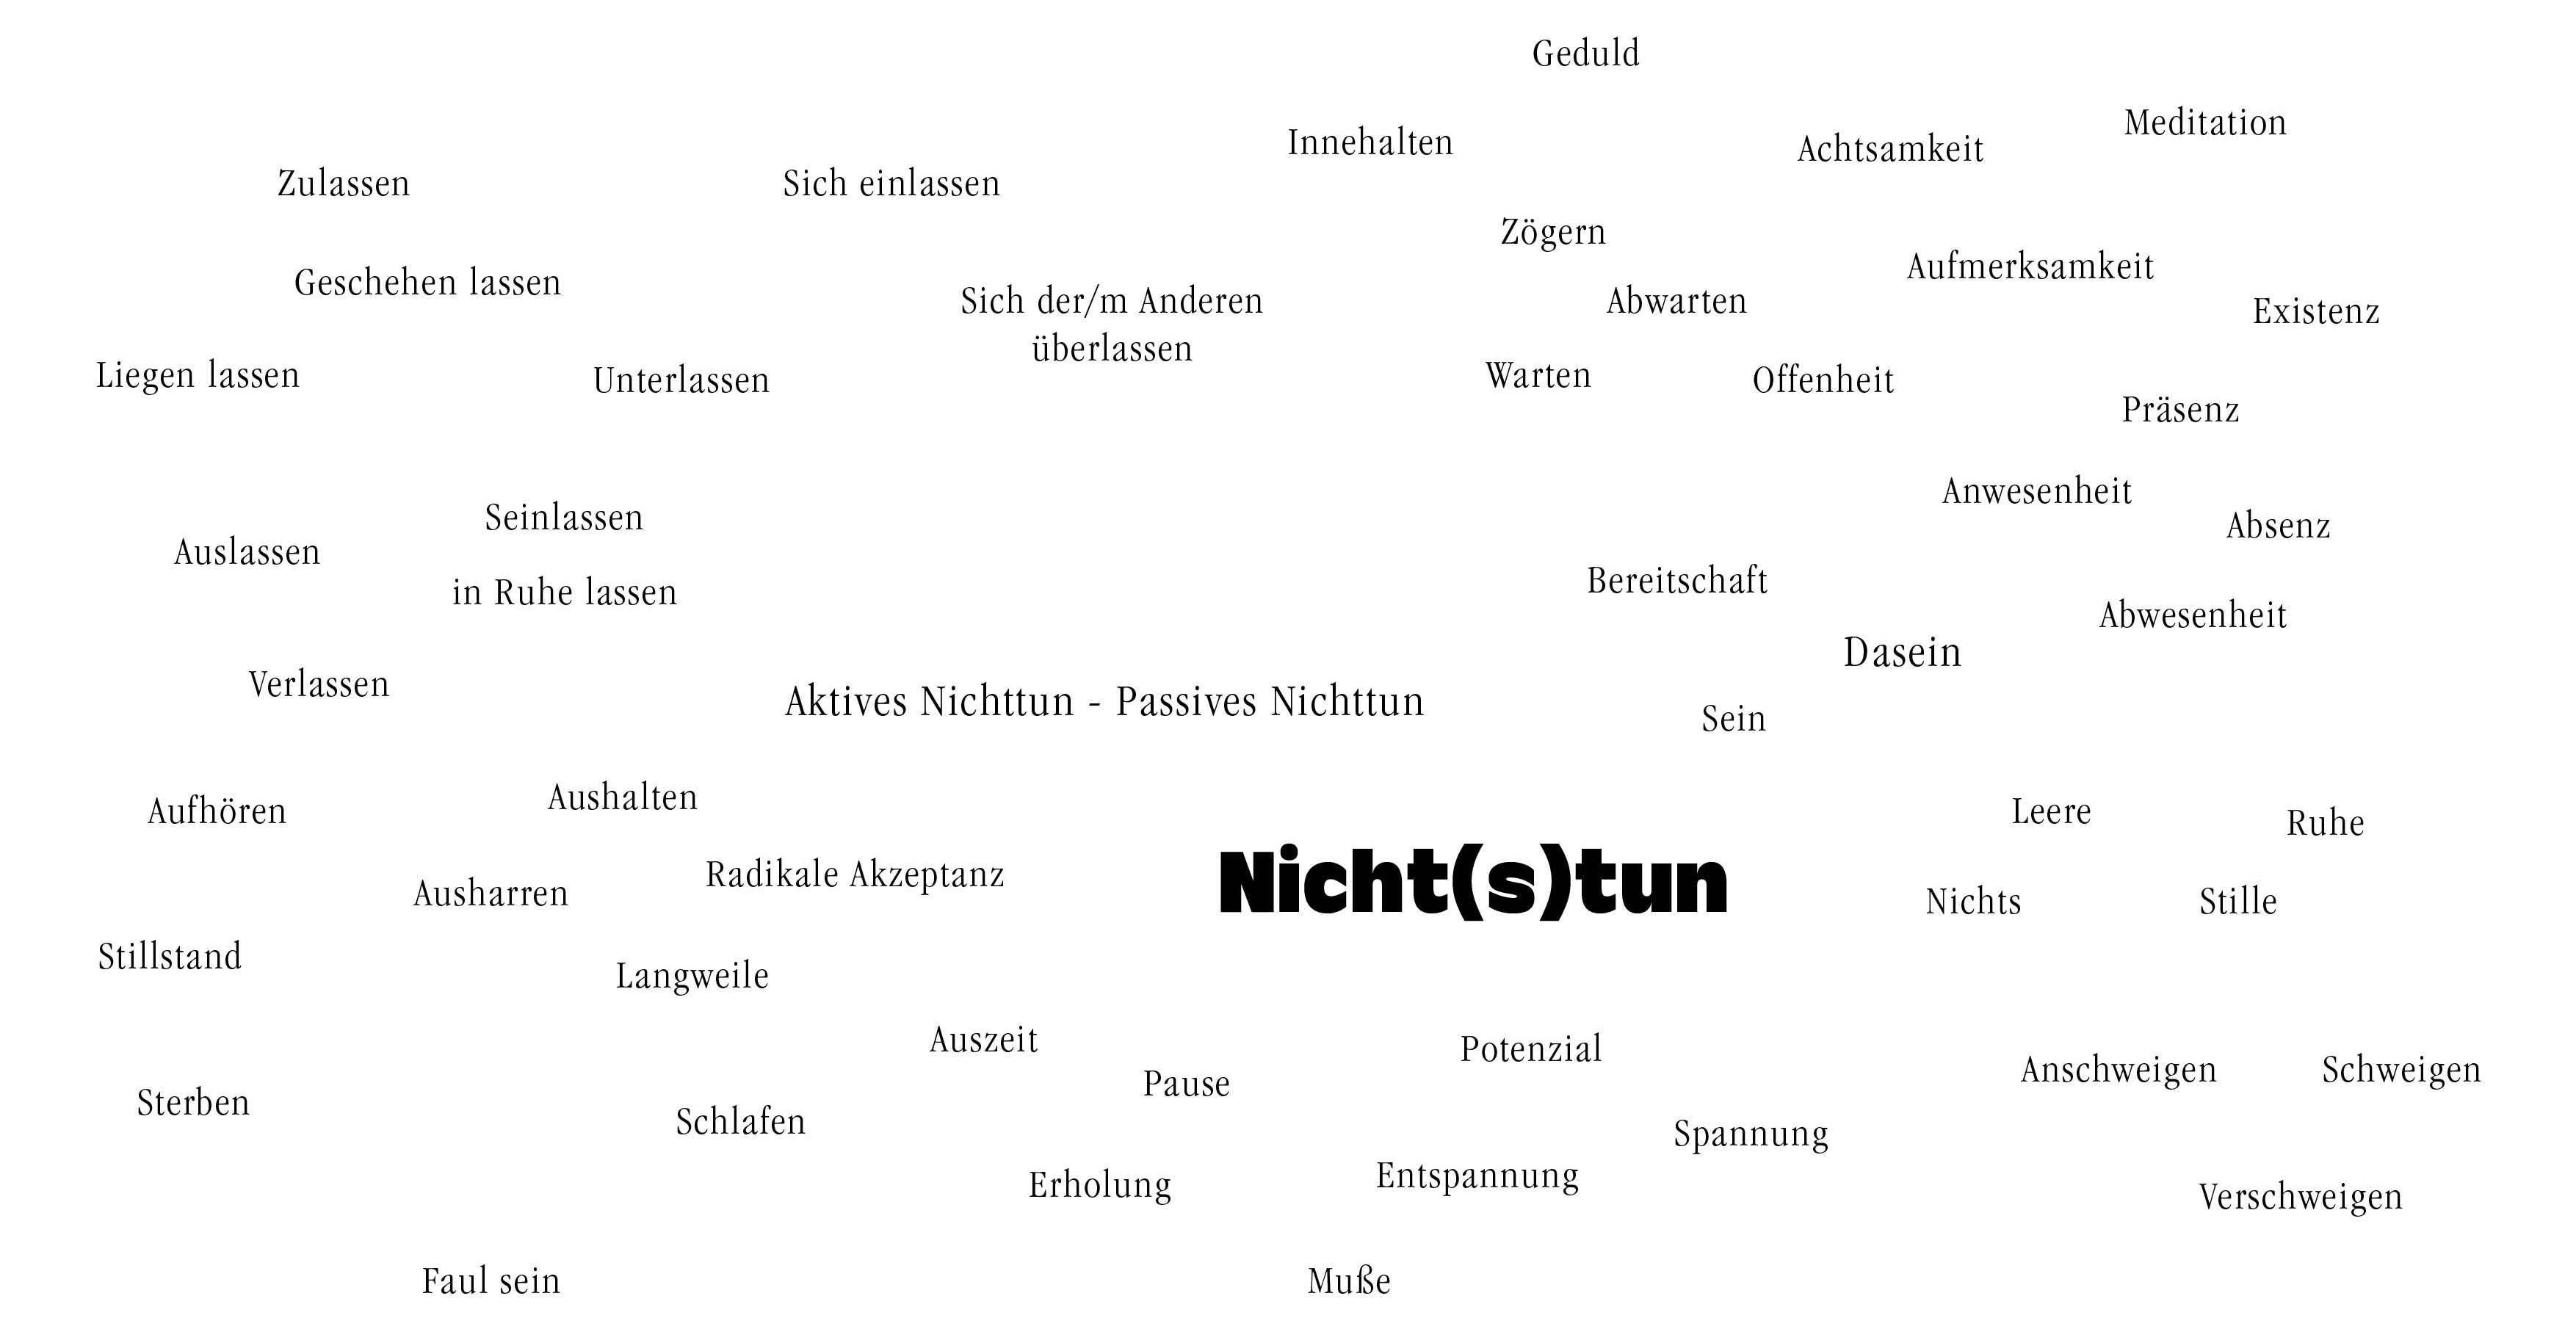 Geduld
Meditation
Innehalten
Achtsamkeit
Zulassen
Sich einlassen
Zögern
Aufmerksamkeit
Geschehen lassen
Sich der/m Anderen
überlassen
Abwarten
Existenz
Liegen lassen
Unterlassen
Warten
Offenheit
Präsenz
Anwesenheit
Seinlassen
Absenz
Auslassen
Bereitschaft
in Ruhe lassen
Abwesenheit
Dasein
Verlassen
Aktives Nichttun - Passives Nichttun
Sein
Aushalten
Aufhören
Leere
Ruhe
Radikale Akzeptanz
Nicht(s)tun
Ausharren
Nichts
Stille
Stillstand
Langweile
Auszeit
Potenzial
Anschweigen
Schweigen
Pause
Sterben
Schlafen
Spannung
Entspannung
Erholung
Verschweigen
Faul sein
Muße